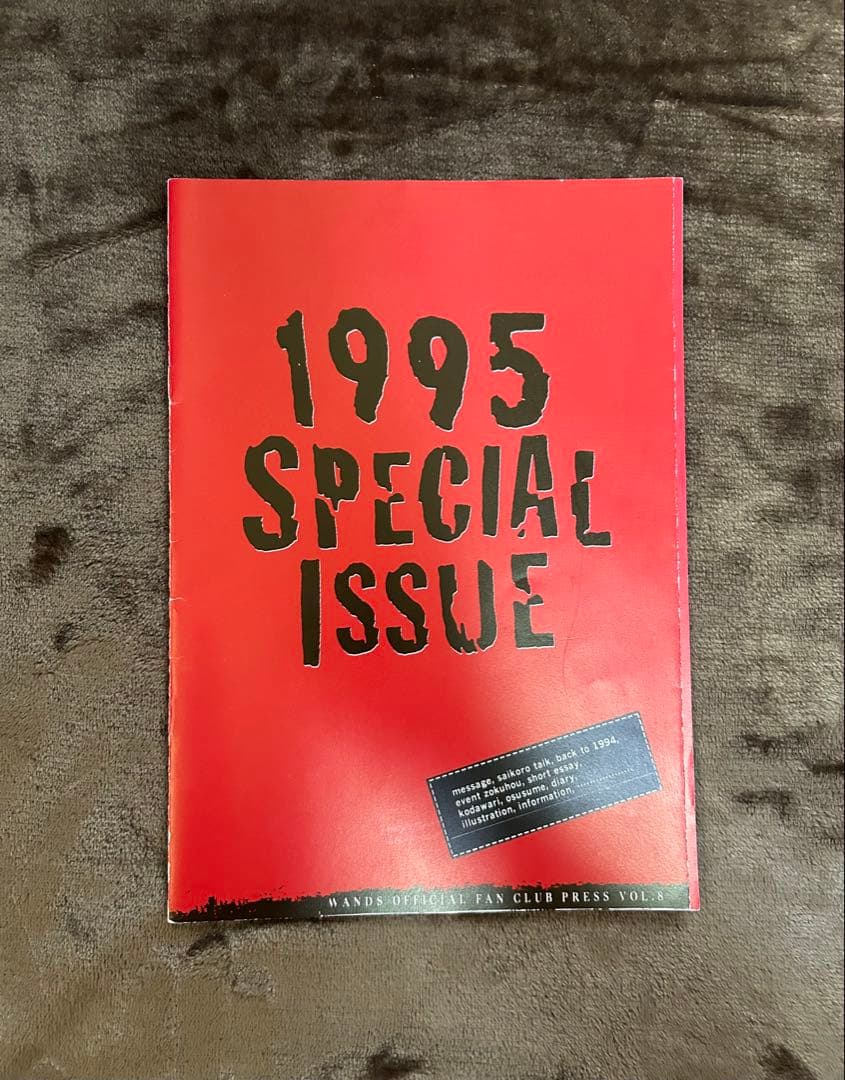 1995
SPECIAL
ISSUE
message, saikoro talk, back to 1994,
event zokuhou, short essay,
kodawari, osusume, diary,
illustration, information, ..................
WANDS OFFICIAL FAN CLUB PRESS VOL.8